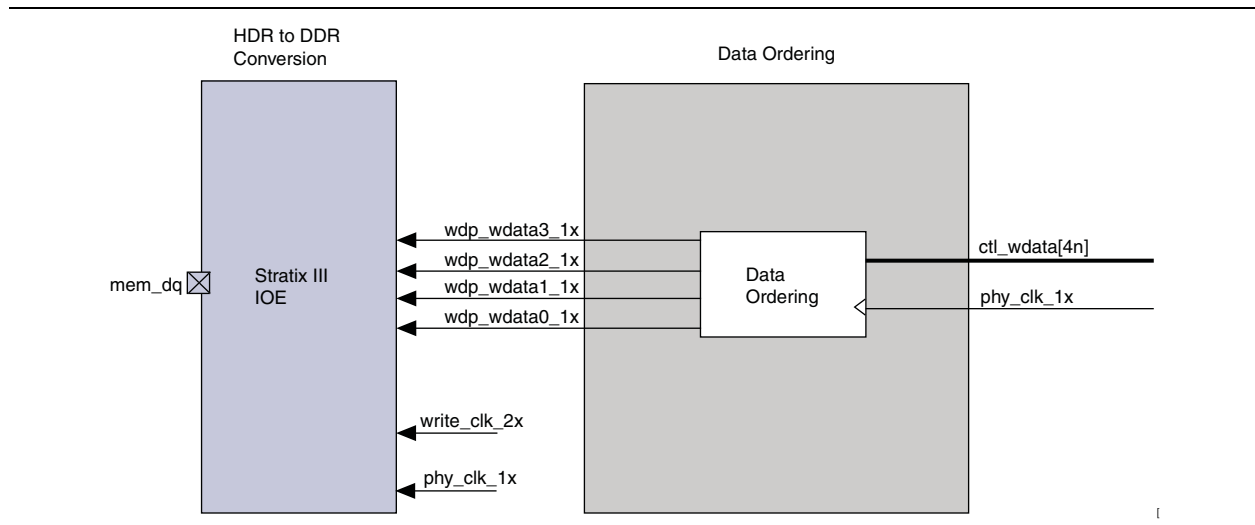 HDR to DDR
Conversion
Data Ordering
wdp_wdata3_1x
wdp_wdata2_1x
wdp_wdata1_1x
wdp_wdata0_1x
ctl_wdata[4n]
phy_clk_1x
mem_dq
Stratix III
IOE
Data
Ordering
write_clk_2x
phy_clk_1x
[